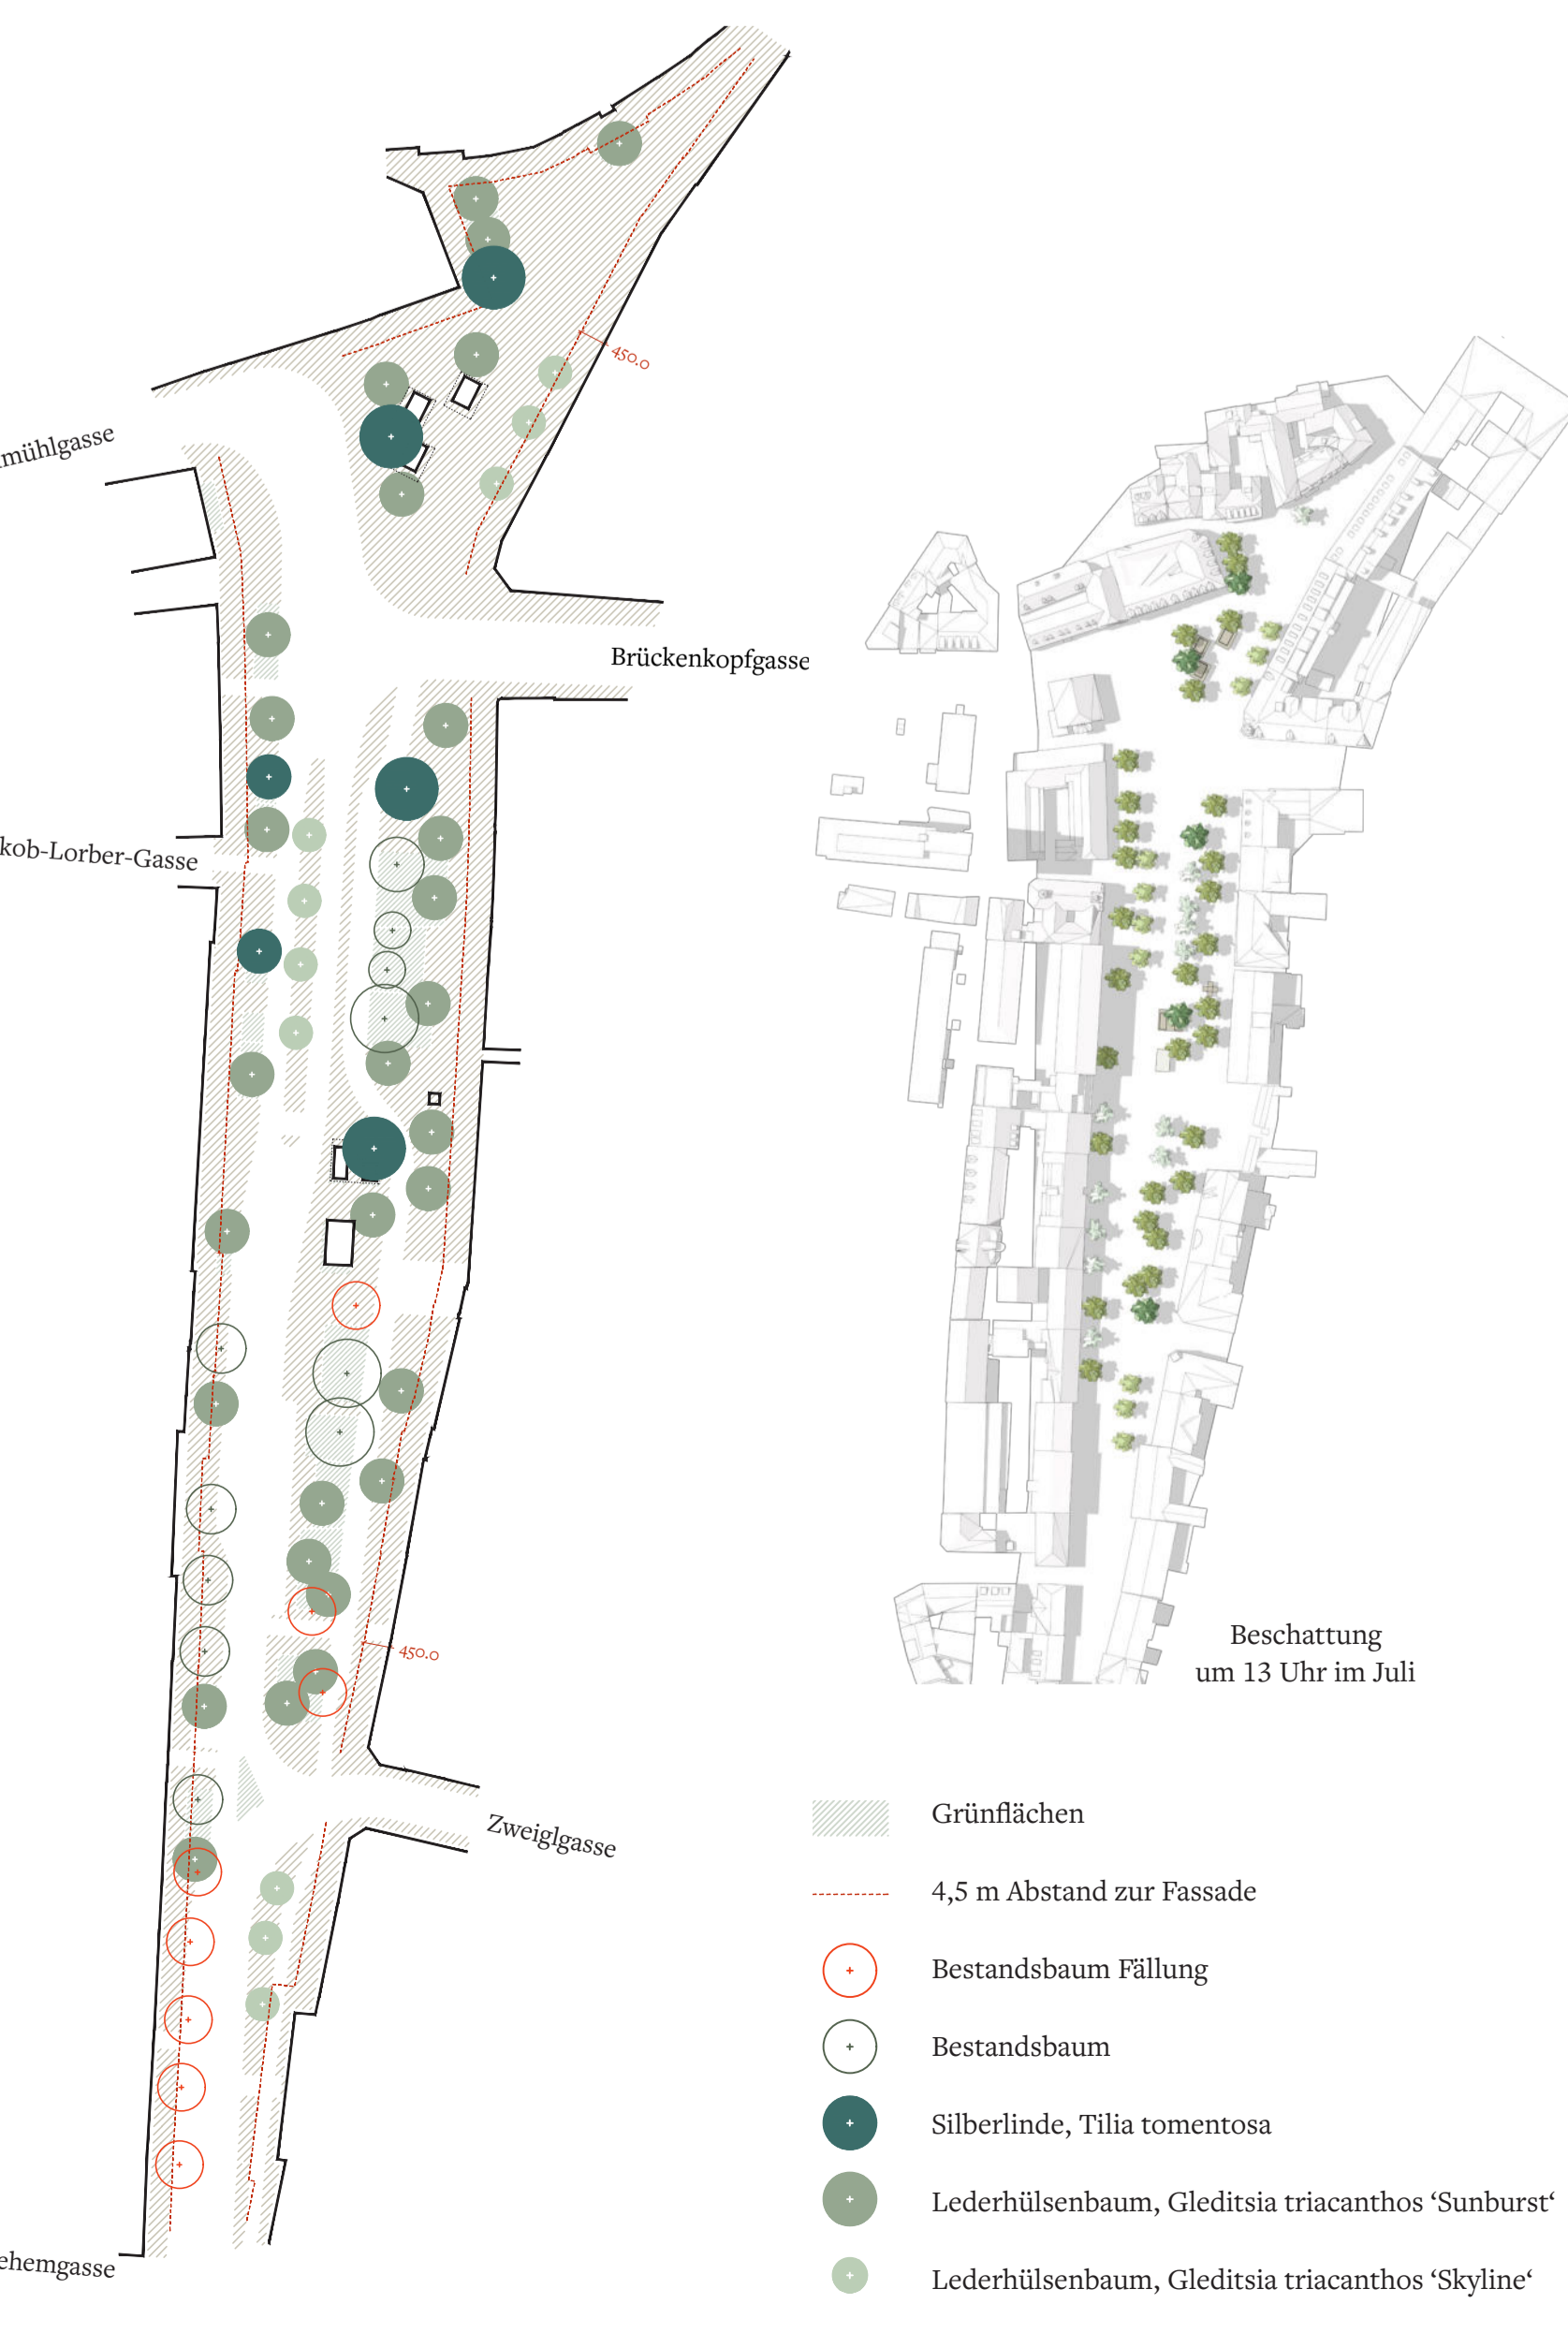 450.0
mühlgasse
Brückenkopfgasse
kob-Lorber-Gasse
450.0
Zweiglgasse
ehemgasse
Beschattung
um 13 Uhr im Juli
Grünflächen
4,5 m Abstand zur Fassade
Bestandsbaum Fällung
Bestandsbaum
Silberlinde, Tilia tomentosa
Lederhülsenbaum, Gleditsia triacanthos ‘Sunburst‘
Lederhülsenbaum, Gleditsia triacanthos ‘Skyline‘